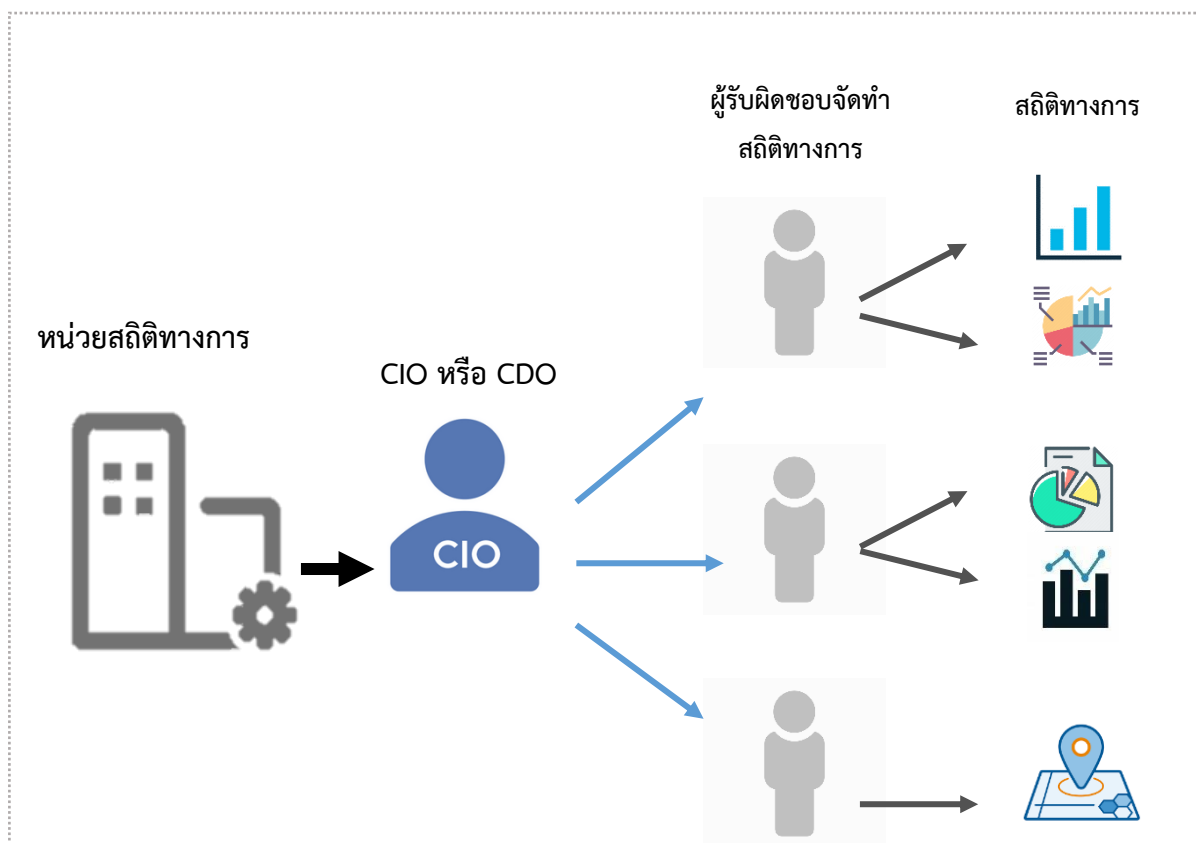 ผู้รับผิดชอบจัดทำ
สถิติทางการ
สถิติทางการ
หน่วยสถิติทางการ
CIO หรือ CDO
CIO